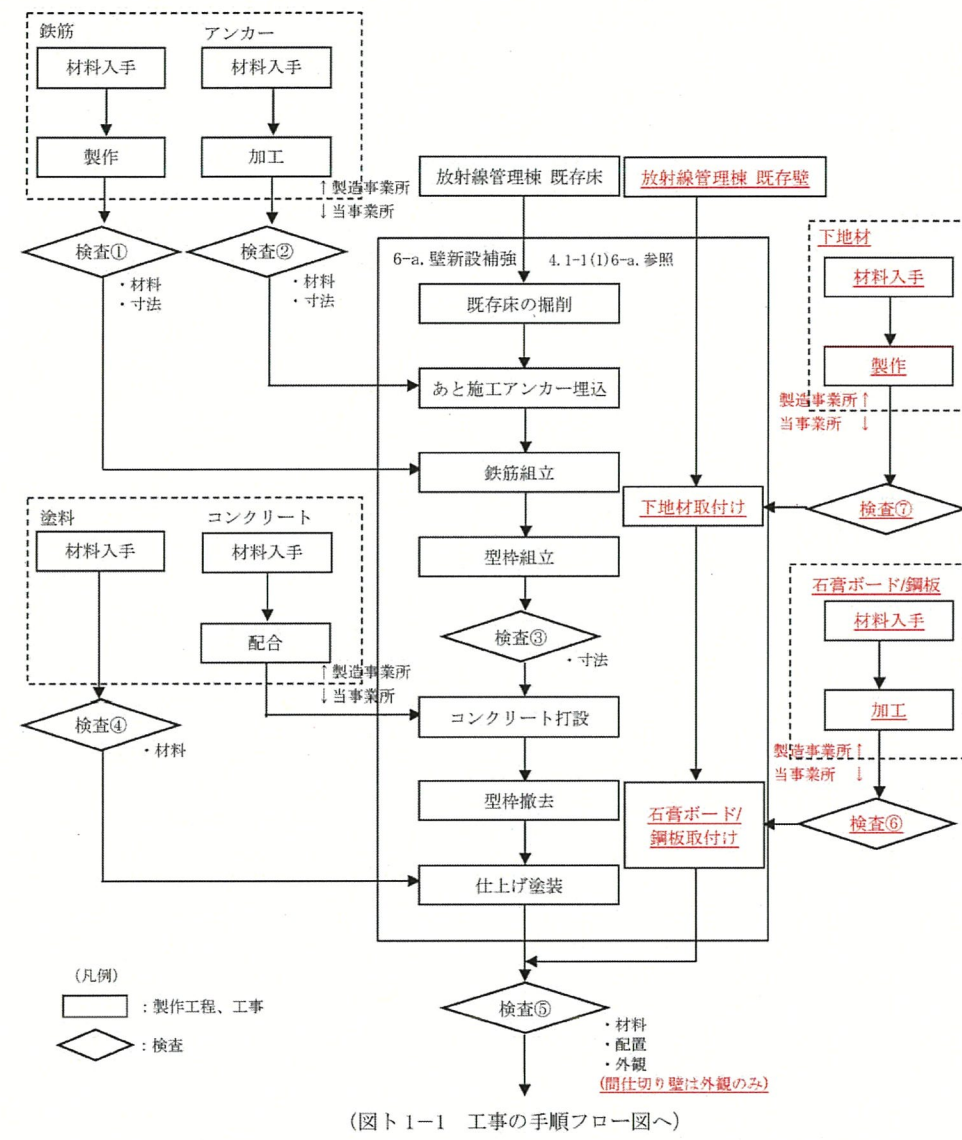 鉄筋
アンカー
材料入手
材料入手
製作
加工
↑製造事業所
↓当事業所
検査①
・材料
・寸法
検査②
・材料
・寸法
放射線管理棟 既存床
放射線管理棟 既存壁
6-a.壁新設補強
4.1-1(1)6-a.参照
既存床の掘削
あと施工アンカー埋込
鉄筋組立
型枠組立
検査③
・寸法
コンクリート打設
型枠撤去
仕上げ塗装
下地材
材料入手
製作
製造事業所↑
当事業所 ↓
検査⑦
下地材取付け
石膏ボード/鋼板
材料入手
加工
製造事業所↑
当事業所 ↓
検査⑥
石膏ボード/
鋼板取付け
塗料
コンクリート
材料入手
材料入手
配合
↑製造事業所
↓当事業所
検査④
・材料
検査⑤
・材料
・配置
・外観
(間仕切り壁は外観のみ)
(凡例)
:製作工程、工事
:検査
(図ト1-1 工事の手順フロー図へ)